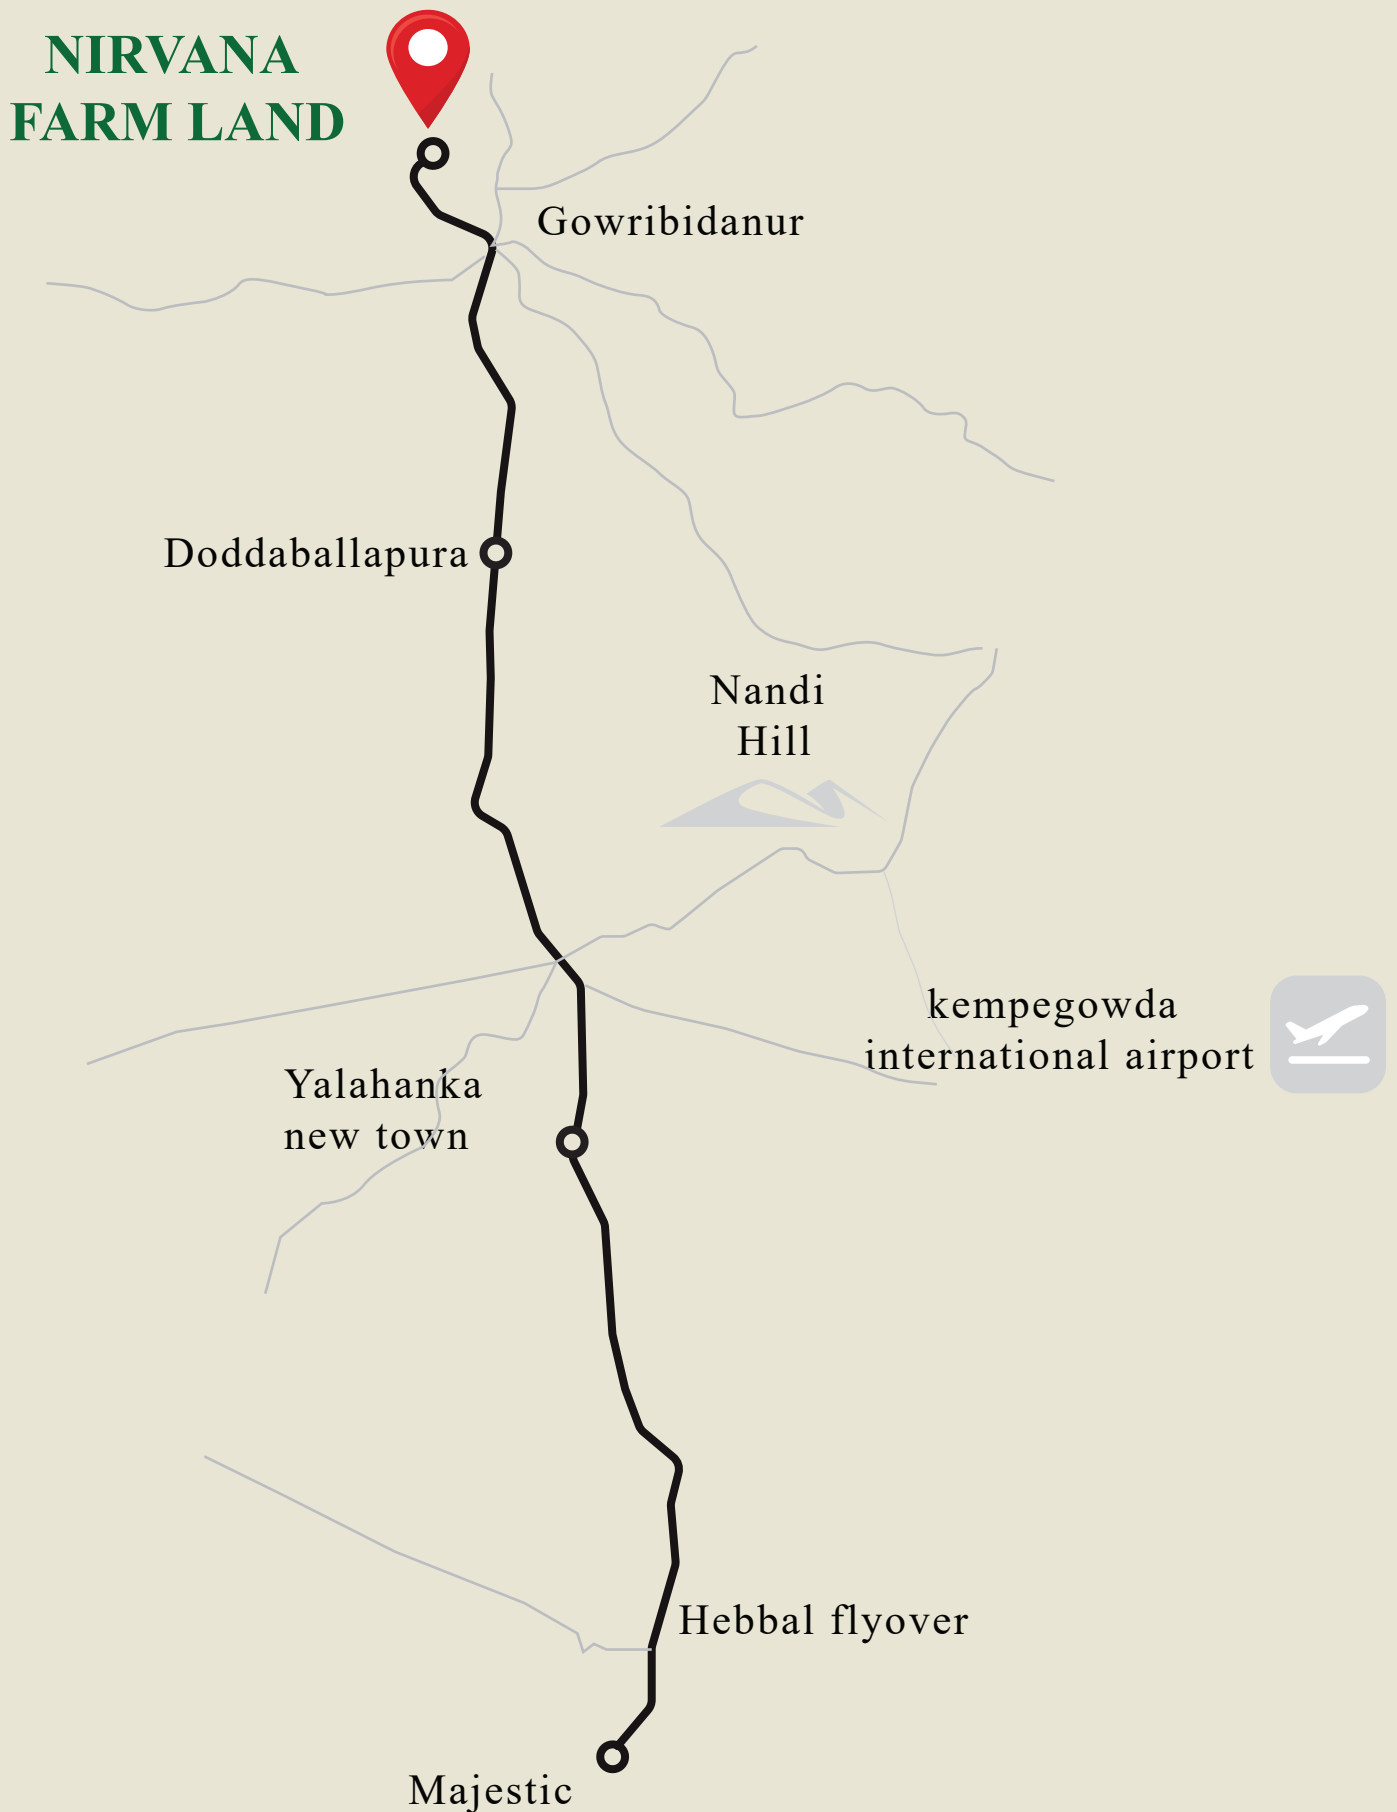 NIRVANA
FARM LAND
Gowribidanur
Doddaballapura
Nandi
Hill
kempegowda
international airport
Yalahanka
new town
Hebbal flyover
Majestic